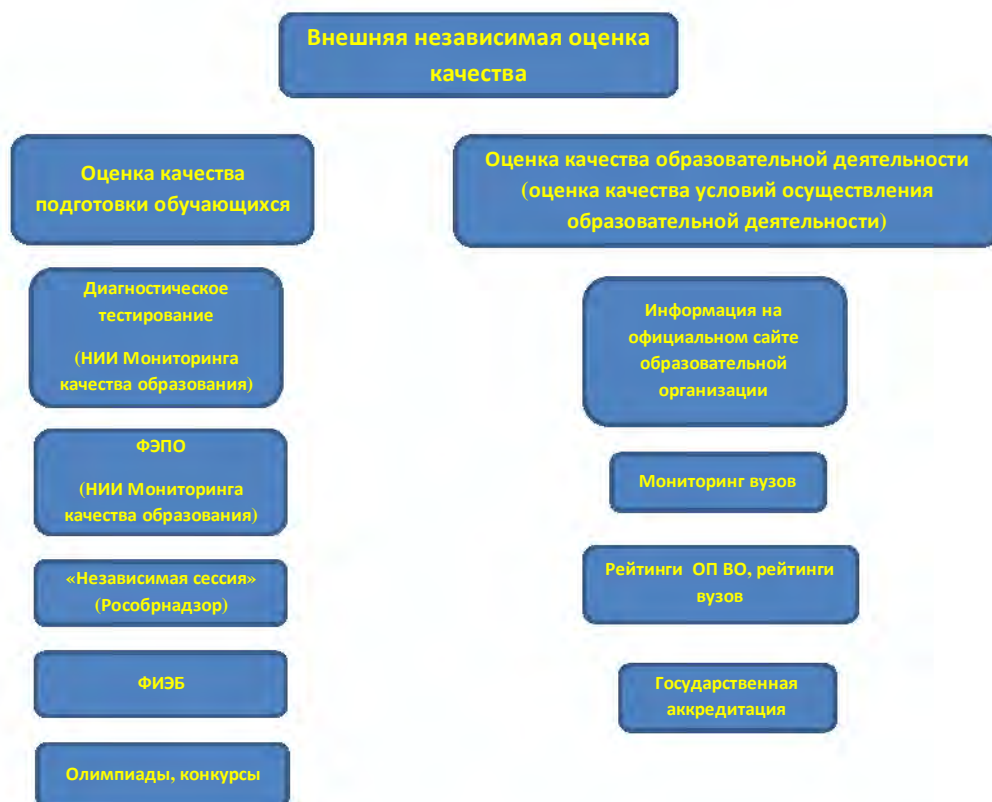 Внешняя независимая оценка
качества
Оценка качества
подготовки обучающихся
Диагностическое
тестирование
(НИИ Мониторинга
качества образования)
ФЭПО
(НИИ Мониторинга
качества образования)
«Независимая сессия»
(Рособрнадзор)
ФИЭБ
Олимпиады, конкурсы
Оценка качества образовательной деятельности
(оценка качества условий осуществления
образовательной деятельности)
Информация на
официальном сайте
образовательной
организации
Мониторинг вузов
Рейтинги ОП ВО, рейтинги
вузов
Государственная
аккредитация